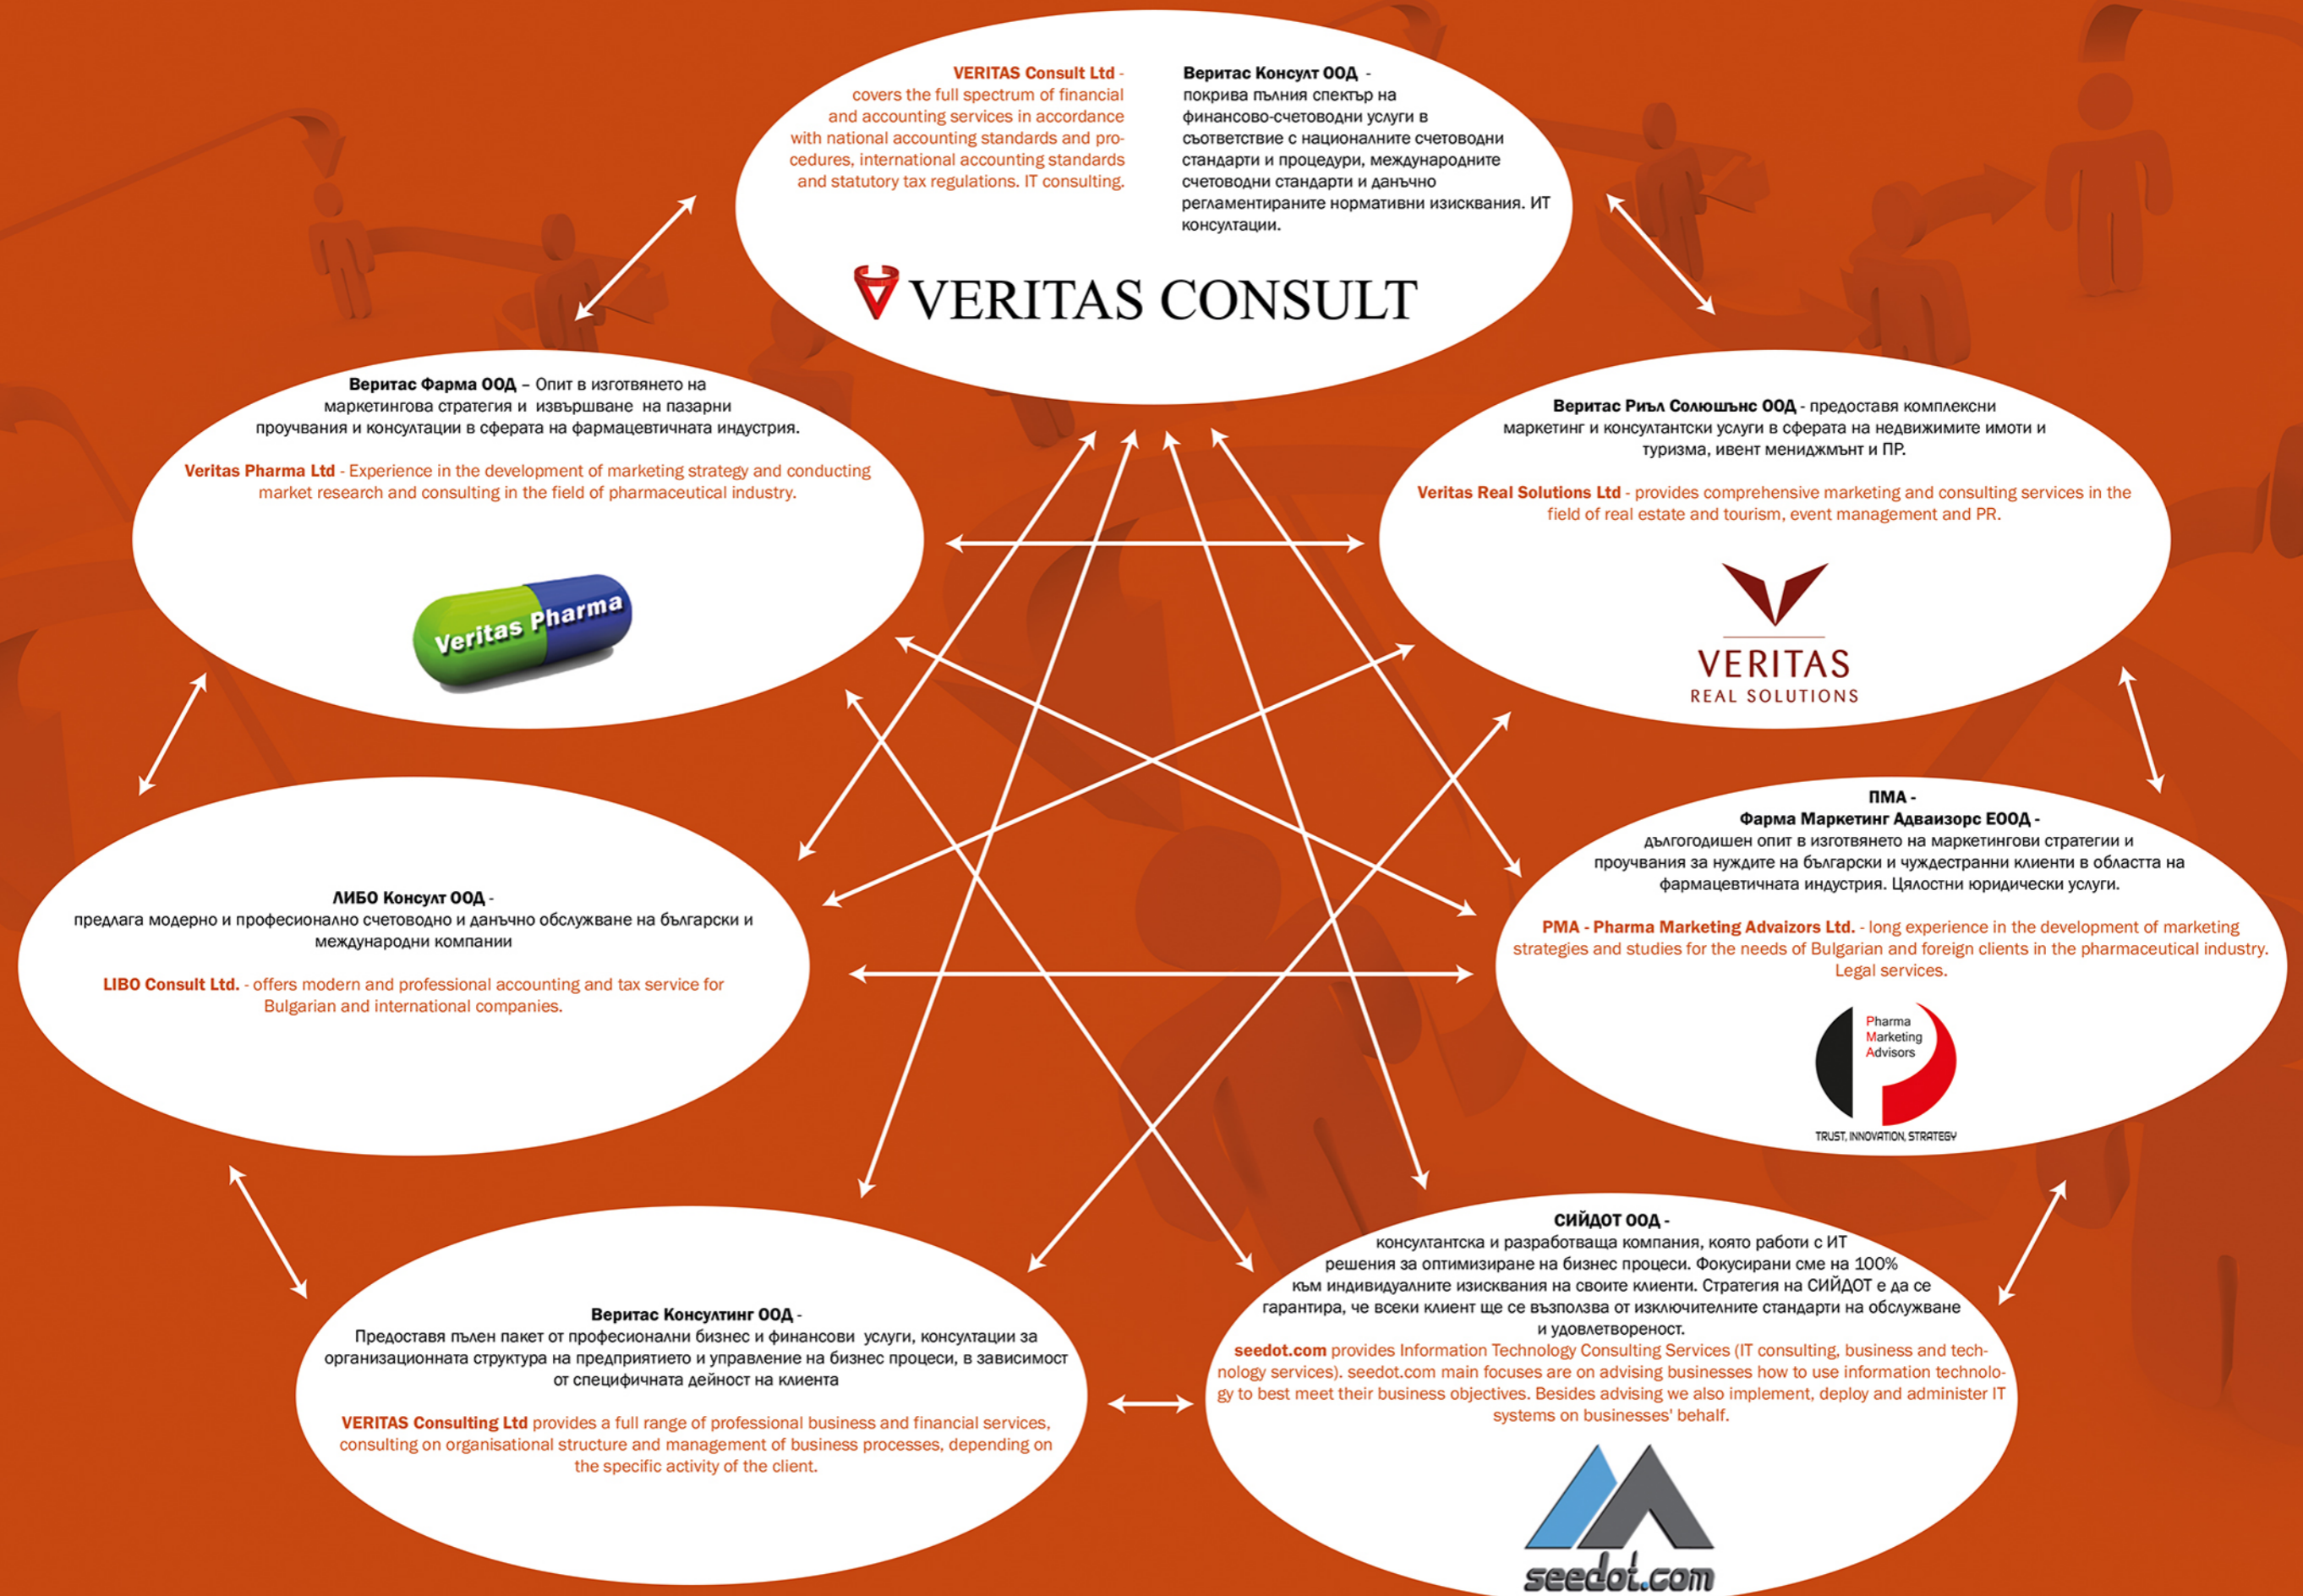 VERITAS Consult Ltd -
covers the full spectrum of financial
and accounting services in accordance
with national accounting standards and pro-
cedures, international accounting standards
and statutory tax regulations. IT consulting.
Веритас Консулт ООД -
покрива пълния спектър на
финансово-счетоводни услуги в
съответствие с националните счетоводни
стандарти и процедури, международните
счетоводни стандарти и данъчно
регламентираните нормативни изисквания. ИТ
консултации.
VERITAS CONSULT
Веритас Фарма ООД – Опит в изготвянето на
маркетингова стратегия и извършване на пазарни
проучвания и консултации в сферата на фармацевтичната индустрия.
Veritas Pharma Ltd - Experience in the development of marketing strategy and conducting
market research and consulting in the field of pharmaceutical industry.
Veritas Pharma
Веритас Риъл Солюшънс ООД - предоставя комплексни
маркетинг и консултантски услуги в сферата на недвижимите имоти и
туризма, ивент мениджмънт и ПР.
Veritas Real Solutions Ltd - provides comprehensive marketing and consulting services in the
field of real estate and tourism, event management and PR.
VERITAS
REAL SOLUTIONS
ЛИБО Консулт ООД -
предлага модерно и професионално счетоводно и данъчно обслужване на български и
международни компании
LIBO Consult Ltd. - offers modern and professional accounting and tax service for
Bulgarian and international companies.
ПМА -
Фарма Маркетинг Адваизорс ЕООД -
дългогодишен опит в изготвянето на маркетингови стратегии и
проучвания за нуждите на български и чуждестранни клиенти в областта на
фармацевтичната индустрия. Цялостни юридически услуги.
PMA - Pharma Marketing Advaizors Ltd. - long experience in the development of marketing
strategies and studies for the needs of Bulgarian and foreign clients in the pharmaceutical industry.
Legal services.
Pharma
Marketing
Advisors
TRUST, INNOVATION, STRATEGY
Веритас Консултинг ООД -
Предоставя пълен пакет от професионални бизнес и финансови услуги, консултации за
организационната структура на предприятието и управление на бизнес процеси, в зависимост
от специфичната дейност на клиента
VERITAS Consulting Ltd provides a full range of professional business and financial services,
consulting on organisational structure and management of business processes, depending on
the specific activity of the client.
СИЙДОТ ООД -
консултантска и разработваща компания, която работи с ИТ
решения за оптимизиране на бизнес процеси. Фокусирани сме на 100%
към индивидуалните изисквания на своите клиенти. Стратегия на СИЙДОТ е да се
гарантира, че всеки клиент ще се възползва от изключителните стандарти на обслужване
и удовлетвореност.
seedot.com provides Information Technology Consulting Services (IT consulting, business and tech-
nology services). seedot.com main focuses are on advising businesses how to use information technolo-
gy to best meet their business objectives. Besides advising we also implement, deploy and administer IT
systems on businesses' behalf.
seedot.com